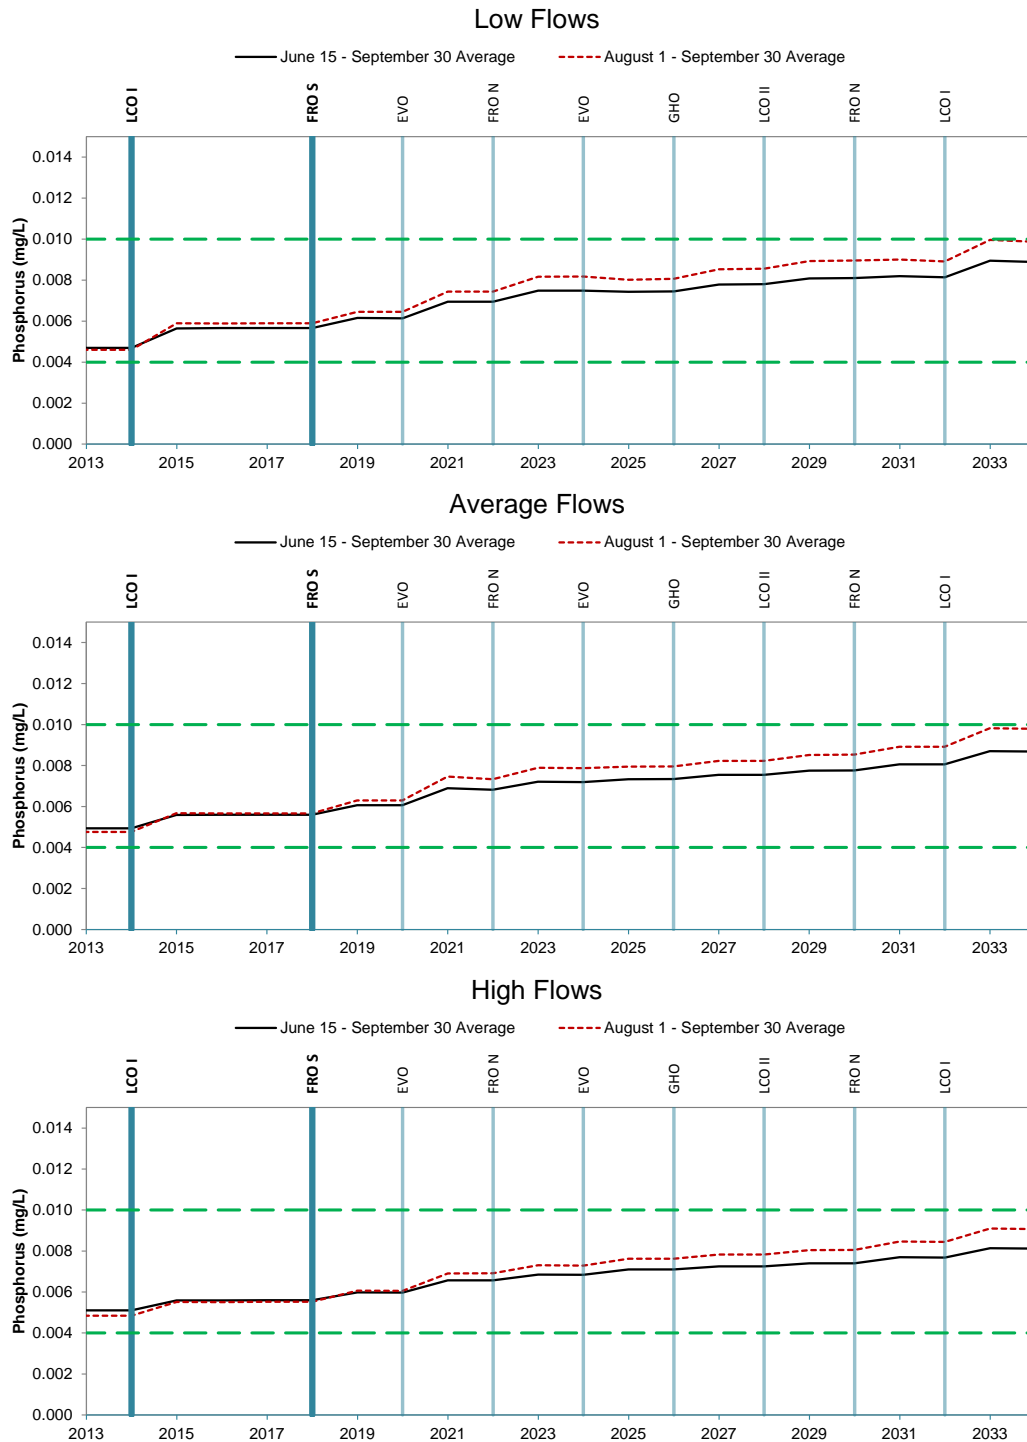 Low Flows
June 15 - September 30 Average August 1 - September 30 Average
LCO I FRO S EVO FRO N EVO GHO LCO II FRO N LCO I
Phosphorus (mg/L)
0.014
0.012
0.010
0.008
0.006
0.004
0.002
0.000
2013 2015 2017 2019 2021 2023 2025 2027 2029 2031 2033
Average Flows
June 15 - September 30 Average August 1 - September 30 Average
LCO I FRO S EVO FRO N EVO GHO LCO II FRO N LCO I
Phosphorus (mg/L)
0.014
0.012
0.010
0.008
0.006
0.004
0.002
0.000
2013 2015 2017 2019 2021 2023 2025 2027 2029 2031 2033
High Flows
June 15 - September 30 Average August 1 - September 30 Average
LCO I FRO S EVO FRO N EVO GHO LCO II FRO N LCO I
Phosphorus (mg/L)
0.014
0.012
0.010
0.008
0.006
0.004
0.002
0.000
2013 2015 2017 2019 2021 2023 2025 2027 2029 2031 2033